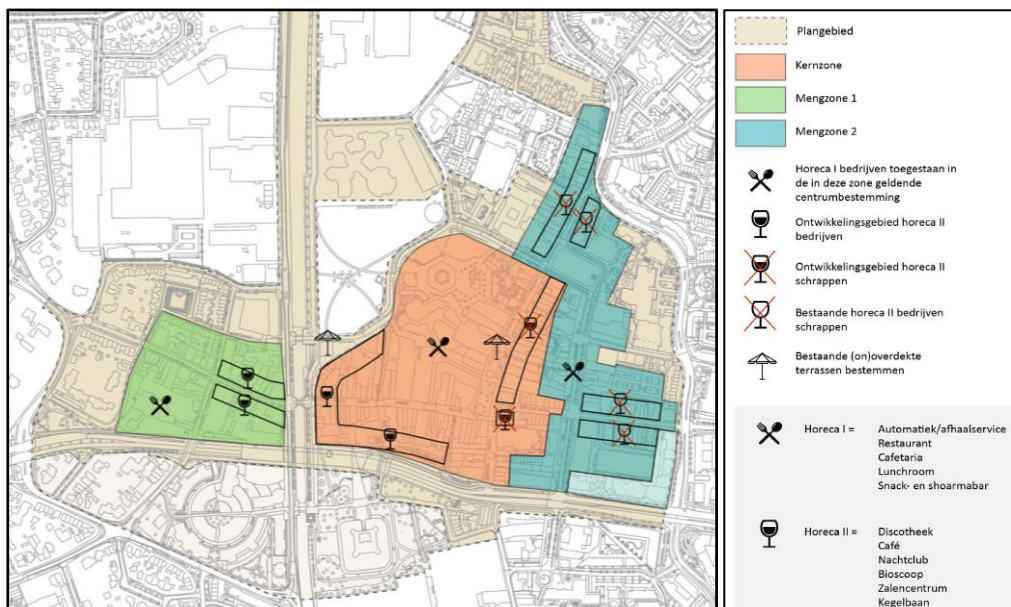 Plangebied
Kernzone
Mengzone 1
Mengzone 2
Horeca I bedrijven toegestaan in
de in deze zone geldende
centrumbestemming
Ontwikkelingsgebied horeca II
bedrijven
Ontwikkelingsgebied horeca II
schrappen
Bestaande horeca II bedrijven
schrappen
Bestaande (on)overdekte
terrassen bestemmen
Horeca I =
Automatiek/afhaalservice
Restaurant
Cafetaria
Lunchroom
Snack- en shoarmabar
Horeca II =
Discotheek
Café
Nachtclub
Bioscoop
Zalencentrum
Kegelbaan